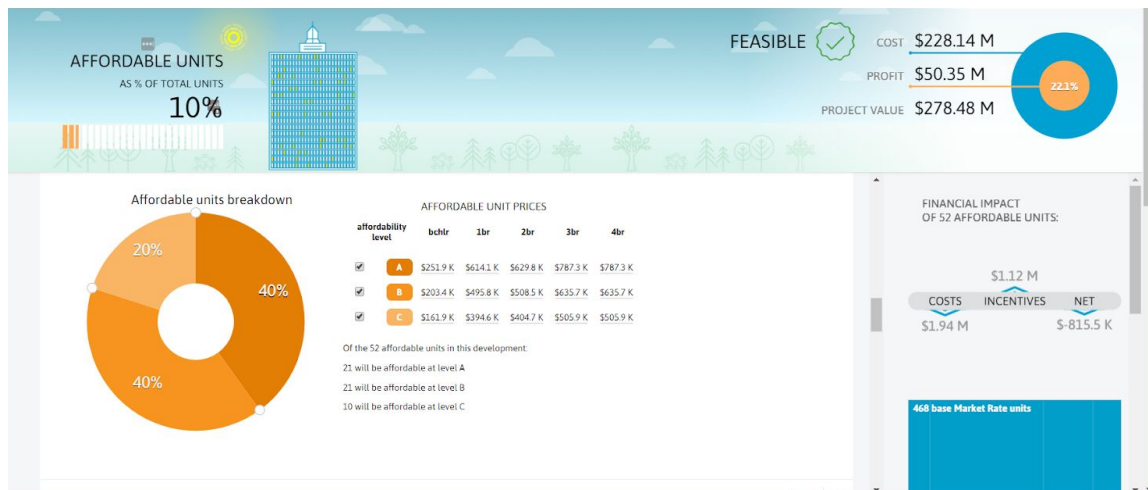 AFFORDABLE UNITS
AS % OF TOTAL UNITS
10%
FEASIBLE
COST $228.14 M
PROFIT $50.35 M
PROJECT VALUE $278.48 M
22.1%
Affordable units breakdown
20%
40%
40%
AFFORDABLE UNIT PRICES
affordability level bchlr 1br 2br 3br 4br
A $251.9 K $614.1 K $629.8 K $787.3 K $787.3 K
B $203.4 K $495.8 K $508.5 K $635.7 K $635.7 K
C $161.9 K $394.6 K $404.7 K $505.9 K $505.9 K
Of the 52 affordable units in this development:
21 will be affordable at level A
21 will be affordable at level B
10 will be affordable at level C
FINANCIAL IMPACT
OF 52 AFFORDABLE UNITS:
$1.12 M
COSTS INCENTIVES NET
$1.94 M $-815.5 K
468 base Market Rate units